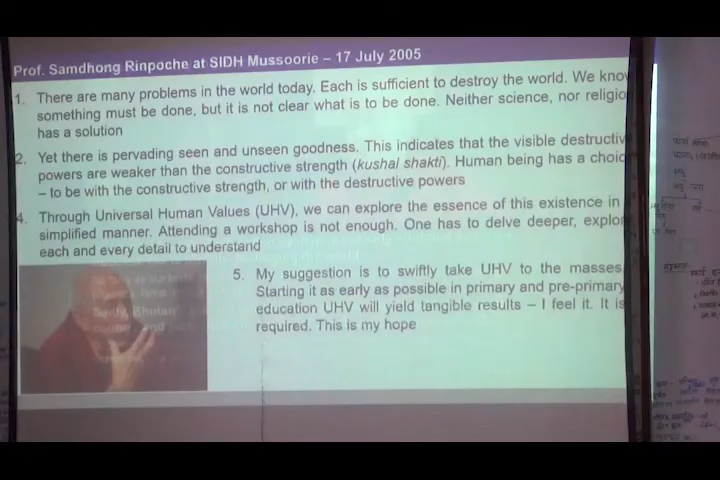 Prof. Samdhong Rinpoche at SIDH Mussoorie – 17 July 2005
1. There are many problems in the world today. Each is sufficient to destroy the world. We know
something must be done, but it is not clear what is to be done. Neither science, nor religio
has a solution
2. Yet there is pervading seen and unseen goodness. This indicates that the visible destructiv
powers are weaker than the constructive strength (kushal shakti). Human being has a choic
– to be with the constructive strength, or with the destructive powers
4. Through Universal Human Values (UHV), we can explore the essence of this existence in
simplified manner. Attending a workshop is not enough. One has to delve deeper, explor
each and every detail to understand
5. My suggestion is to swiftly take UHV to the masses.
Starting it as early as possible in primary and pre-primary
education UHV will yield tangible results – I feel it. It is
required. This is my hope